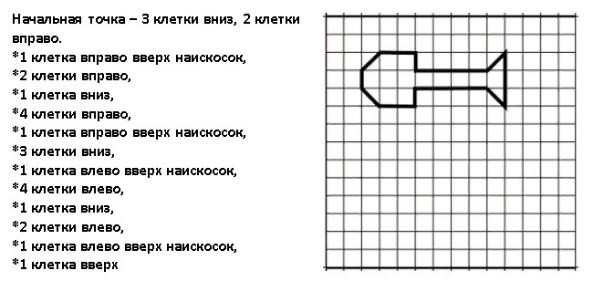 Начальная точка – 3 клетки вниз, 2 клетки
вправо.
*1 клетка вправо вверх наискосок,
*2 клетки вправо,
*1 клетка вниз,
*4 клетки вправо,
*1 клетка вправо вверх наискосок,
*3 клетки вниз,
*1 клетка влево вверх наискосок,
*4 клетки влево,
*1 клетка вниз,
*2 клетки влево,
*1 клетка влево вверх наискосок,
*1 клетка вверх